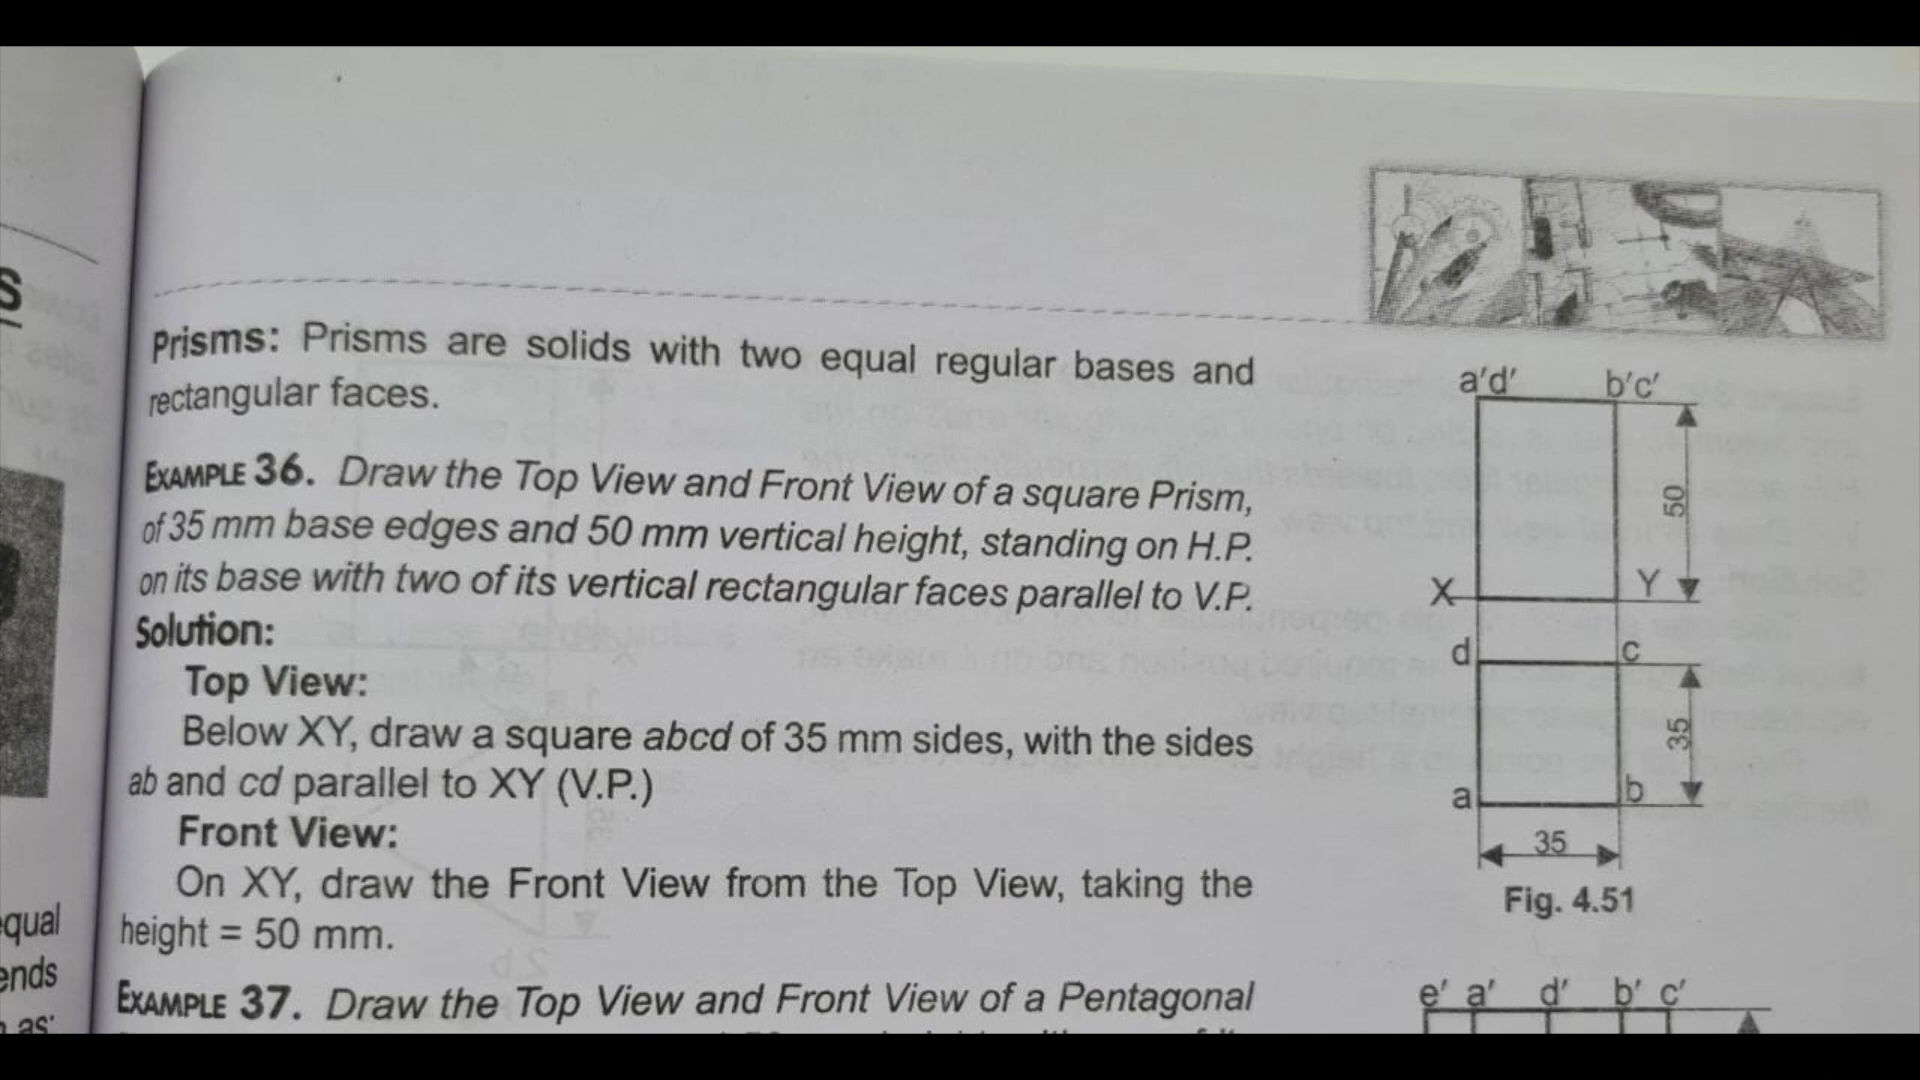 S
Prisms: Prisms are solids with two equal regular bases and
rectangular faces.
EXAMPLE 36. Draw the Top View and Front View of a square Prism,
of 35 mm base edges and 50 mm vertical height, standing on H.P.
on its base with two of its vertical rectangular faces parallel to V.P.
Solution:
Top View:
Below XY, draw a square abcd of 35 mm sides, with the sides
ab and cd parallel to XY (V.P.)
Front View:
On XY, draw the Front View from the Top View, taking the
height = 50 mm.
EXAMPLE 37. Draw the Top View and Front View of a Pentagonal
a'd' b'c'
50
X Y
d c
35
a b
35
Fig. 4.51
e' a' d' b' c'
equal
ends
as